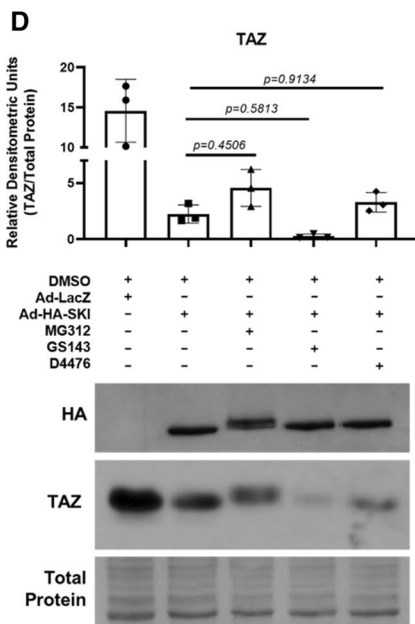 D
TAZ
Relative Densitometric Units
(TAZ/Total Protein)
20
15
10
5
0
p=0.9134
p=0.5813
p=0.4506
DMSO + + + + +
Ad-LacZ + - - - -
Ad-HA-SKI - + + + +
MG312 - - + - -
GS143 - - - + -
D4476 - - - - +
HA
TAZ
Total
Protein